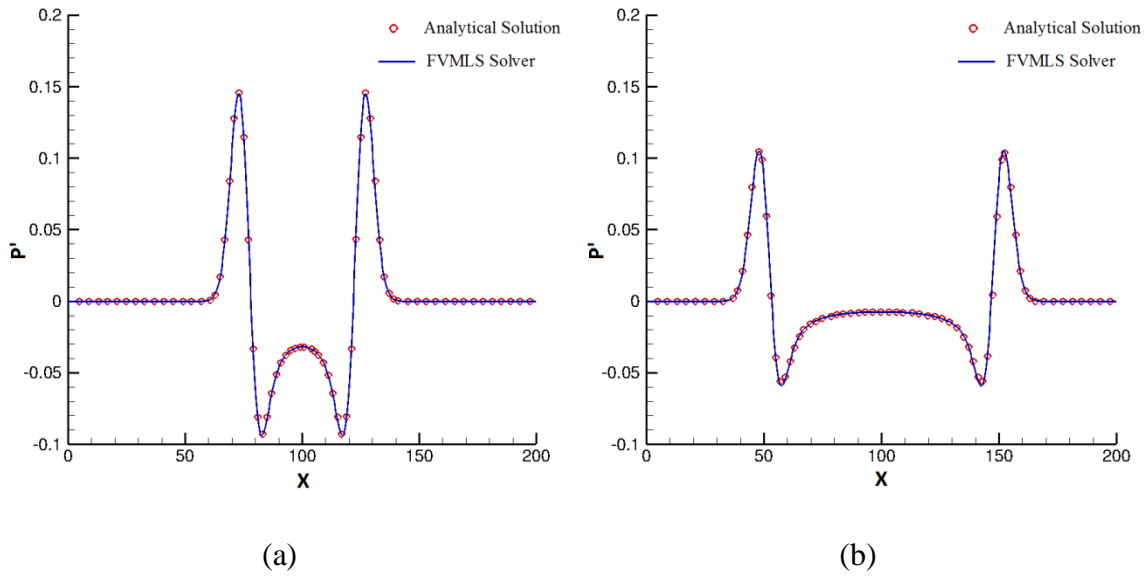 0.2
Analytical Solution
FVMLS Solver
0.15
0.1
0.05
P'
0
-0.05
-0.1
0 50 100 150 200
X
(a)
0.2
Analytical Solution
FVMLS Solver
0.15
0.1
0.05
P'
0
-0.05
-0.1
0 50 100 150 200
X
(b)